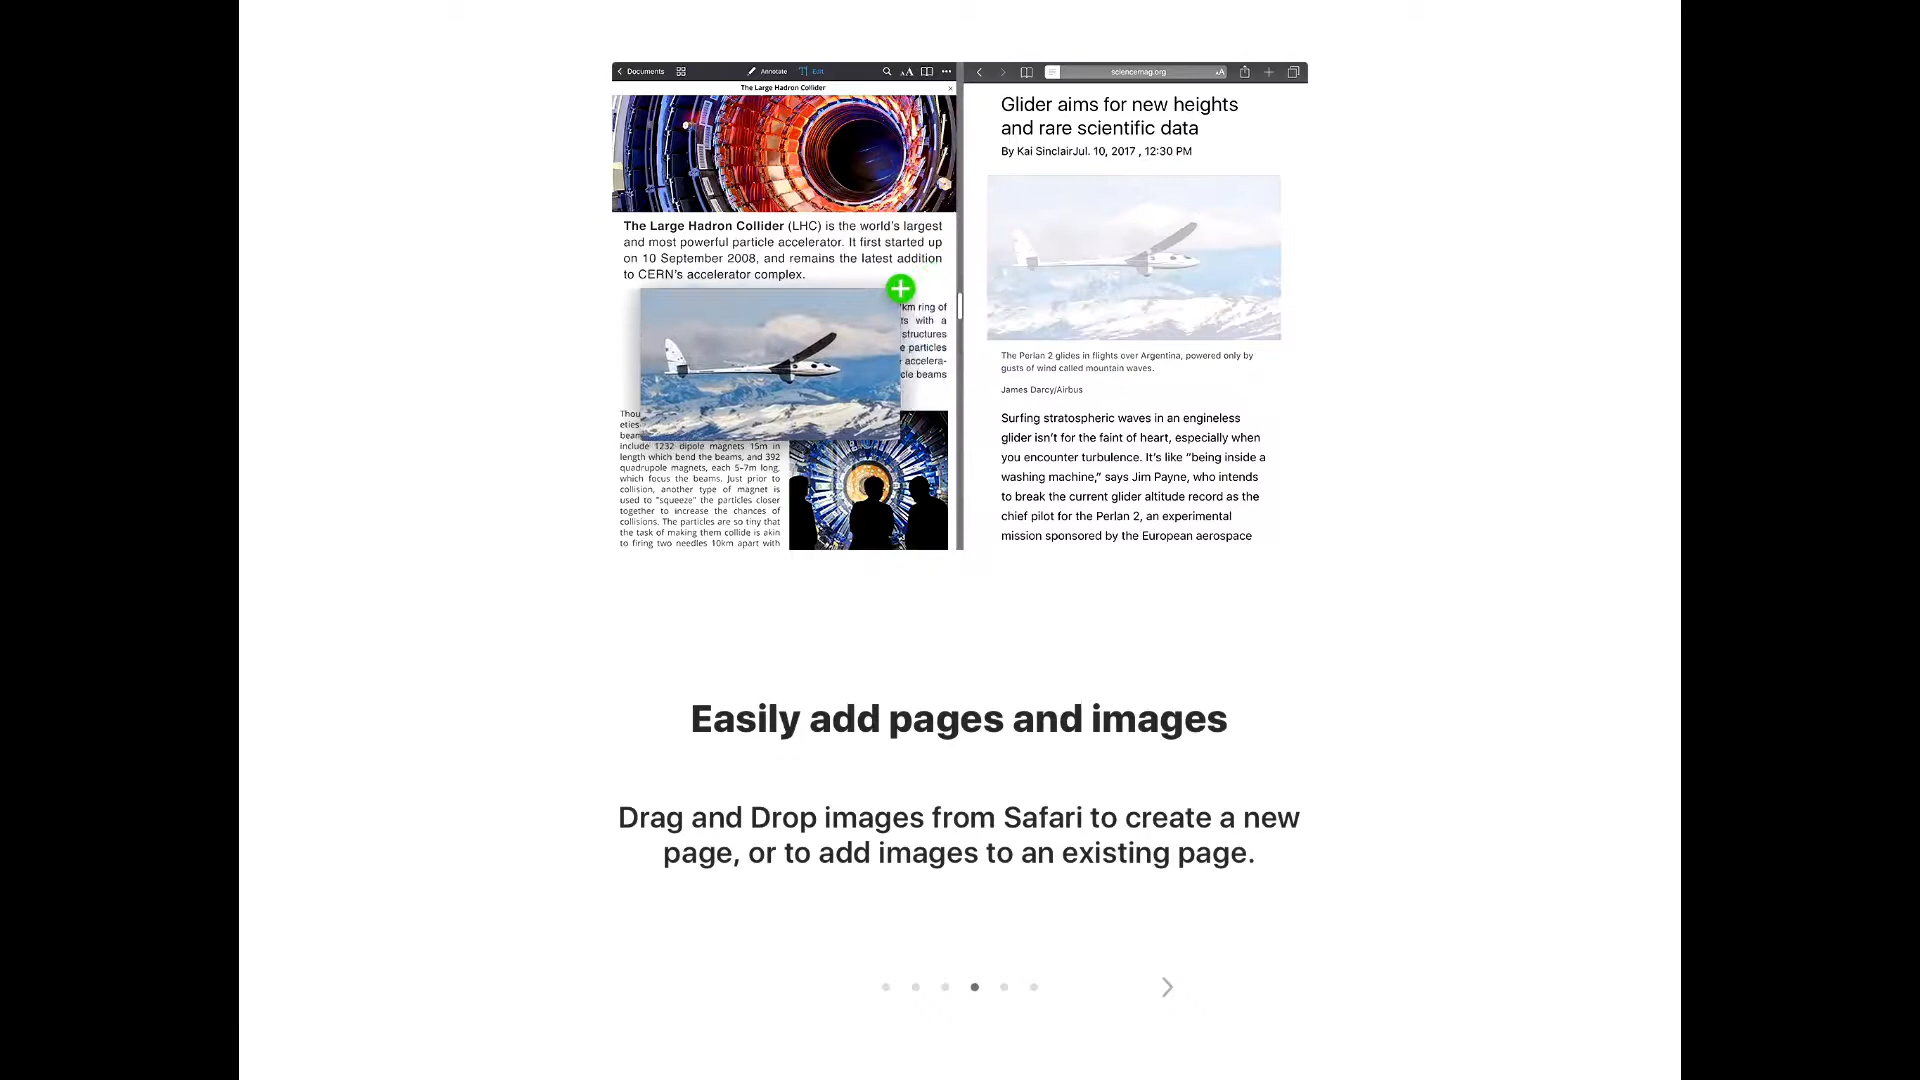 Documents
Annotate
Edit
AA
The Large Hadron Collider
The Large Hadron Collider (LHC) is the world's largest
and most powerful particle accelerator. It first started up
on 10 September 2008, and remains the latest addition
to CERN's accelerator complex.
km ring of
ts with a
structures
e particles
accelera-
cle beams
Thou
eties
beam
include 1232 dipole magnets 15m in
length which bend the beams, and 392
quadrupole magnets, each 5–7m long,
which focus the beams. Just prior to
collision, another type of magnet is
used to "squeeze" the particles closer
together to increase the chances of
collisions. The particles are so tiny that
the task of making them collide is akin
to firing two needles 10km apart with
sciencemag.org
AA
Glider aims for new heights
and rare scientific data
By Kai SinclairJul. 10, 2017 , 12:30 PM
The Perlan 2 glides in flights over Argentina, powered only by
gusts of wind called mountain waves.
James Darcy/Airbus
Surfing stratospheric waves in an engineless
glider isn't for the faint of heart, especially when
you encounter turbulence. It's like "being inside a
washing machine," says Jim Payne, who intends
to break the current glider altitude record as the
chief pilot for the Perlan 2, an experimental
mission sponsored by the European aerospace
Easily add pages and images
Drag and Drop images from Safari to create a new
page, or to add images to an existing page.